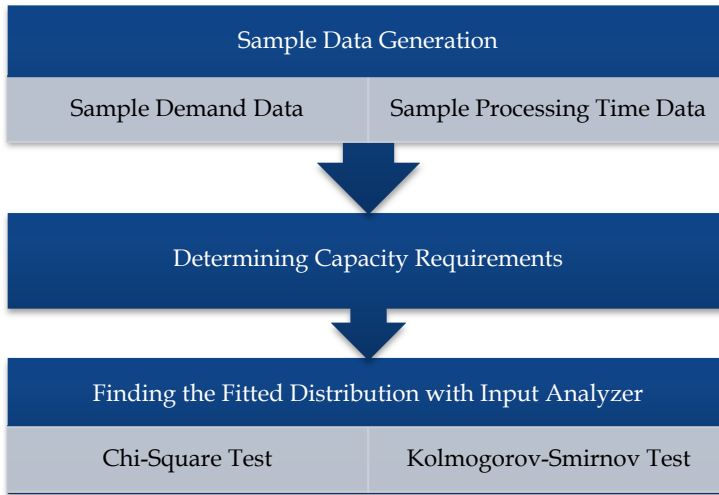 Sample Data Generation
Sample Demand Data
Sample Processing Time Data
Determining Capacity Requirements
Finding the Fitted Distribution with Input Analyzer
Chi-Square Test
Kolmogorov-Smirnov Test